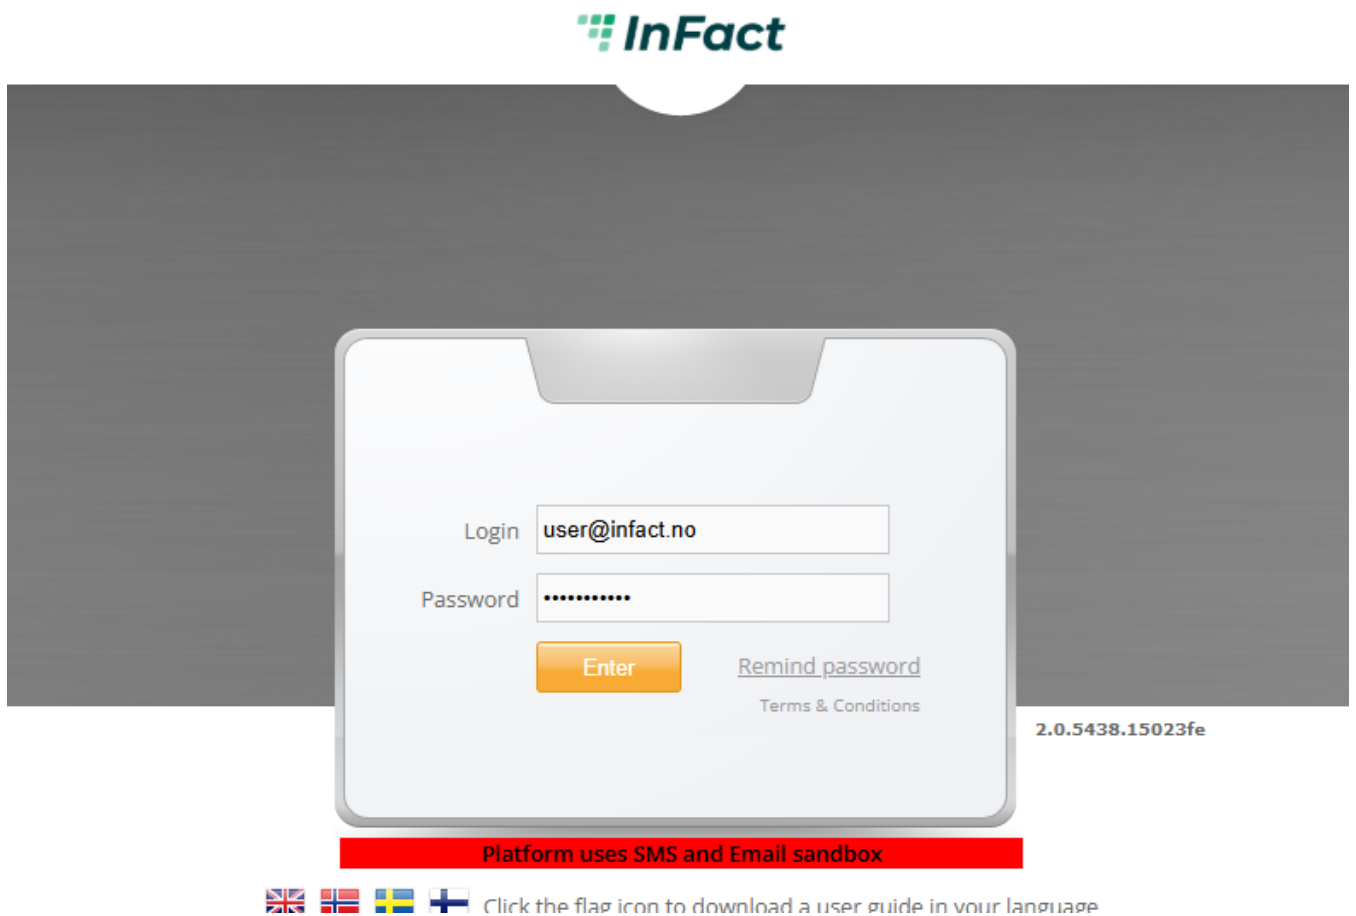 InFact
Login
user@infact.no
Password
•••••••••••
Enter
Remind password
Terms & Conditions
2.0.5438.15023fe
Platform uses SMS and Email sandbox
Click the flag icon to download a user guide in your language